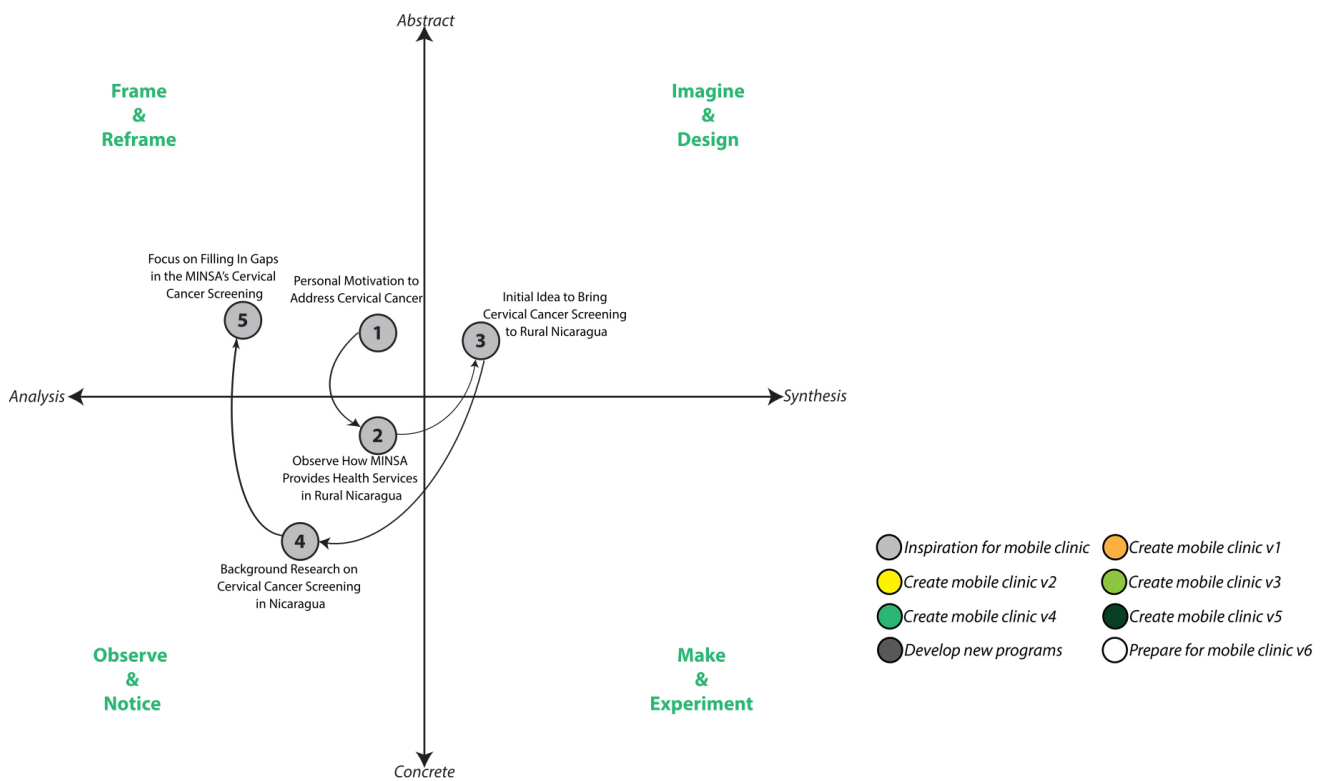 Abstract
Frame
&
Reframe
Imagine
&
Design
Focus on Filling In Gaps
in the MINSA's Cervical
Cancer Screening
5
Personal Motivation to
Address Cervical Cancer
1
Initial Idea to Bring
Cervical Cancer Screening
to Rural Nicaragua
3
Analysis
Synthesis
2
Observe How MINSA
Provides Health Services
in Rural Nicaragua
4
Background Research on
Cervical Cancer Screening
in Nicaragua
Observe
&
Notice
Make
&
Experiment
Concrete
Inspiration for mobile clinic
Create mobile clinic v1
Create mobile clinic v2
Create mobile clinic v3
Create mobile clinic v4
Create mobile clinic v5
Develop new programs
Prepare for mobile clinic v6